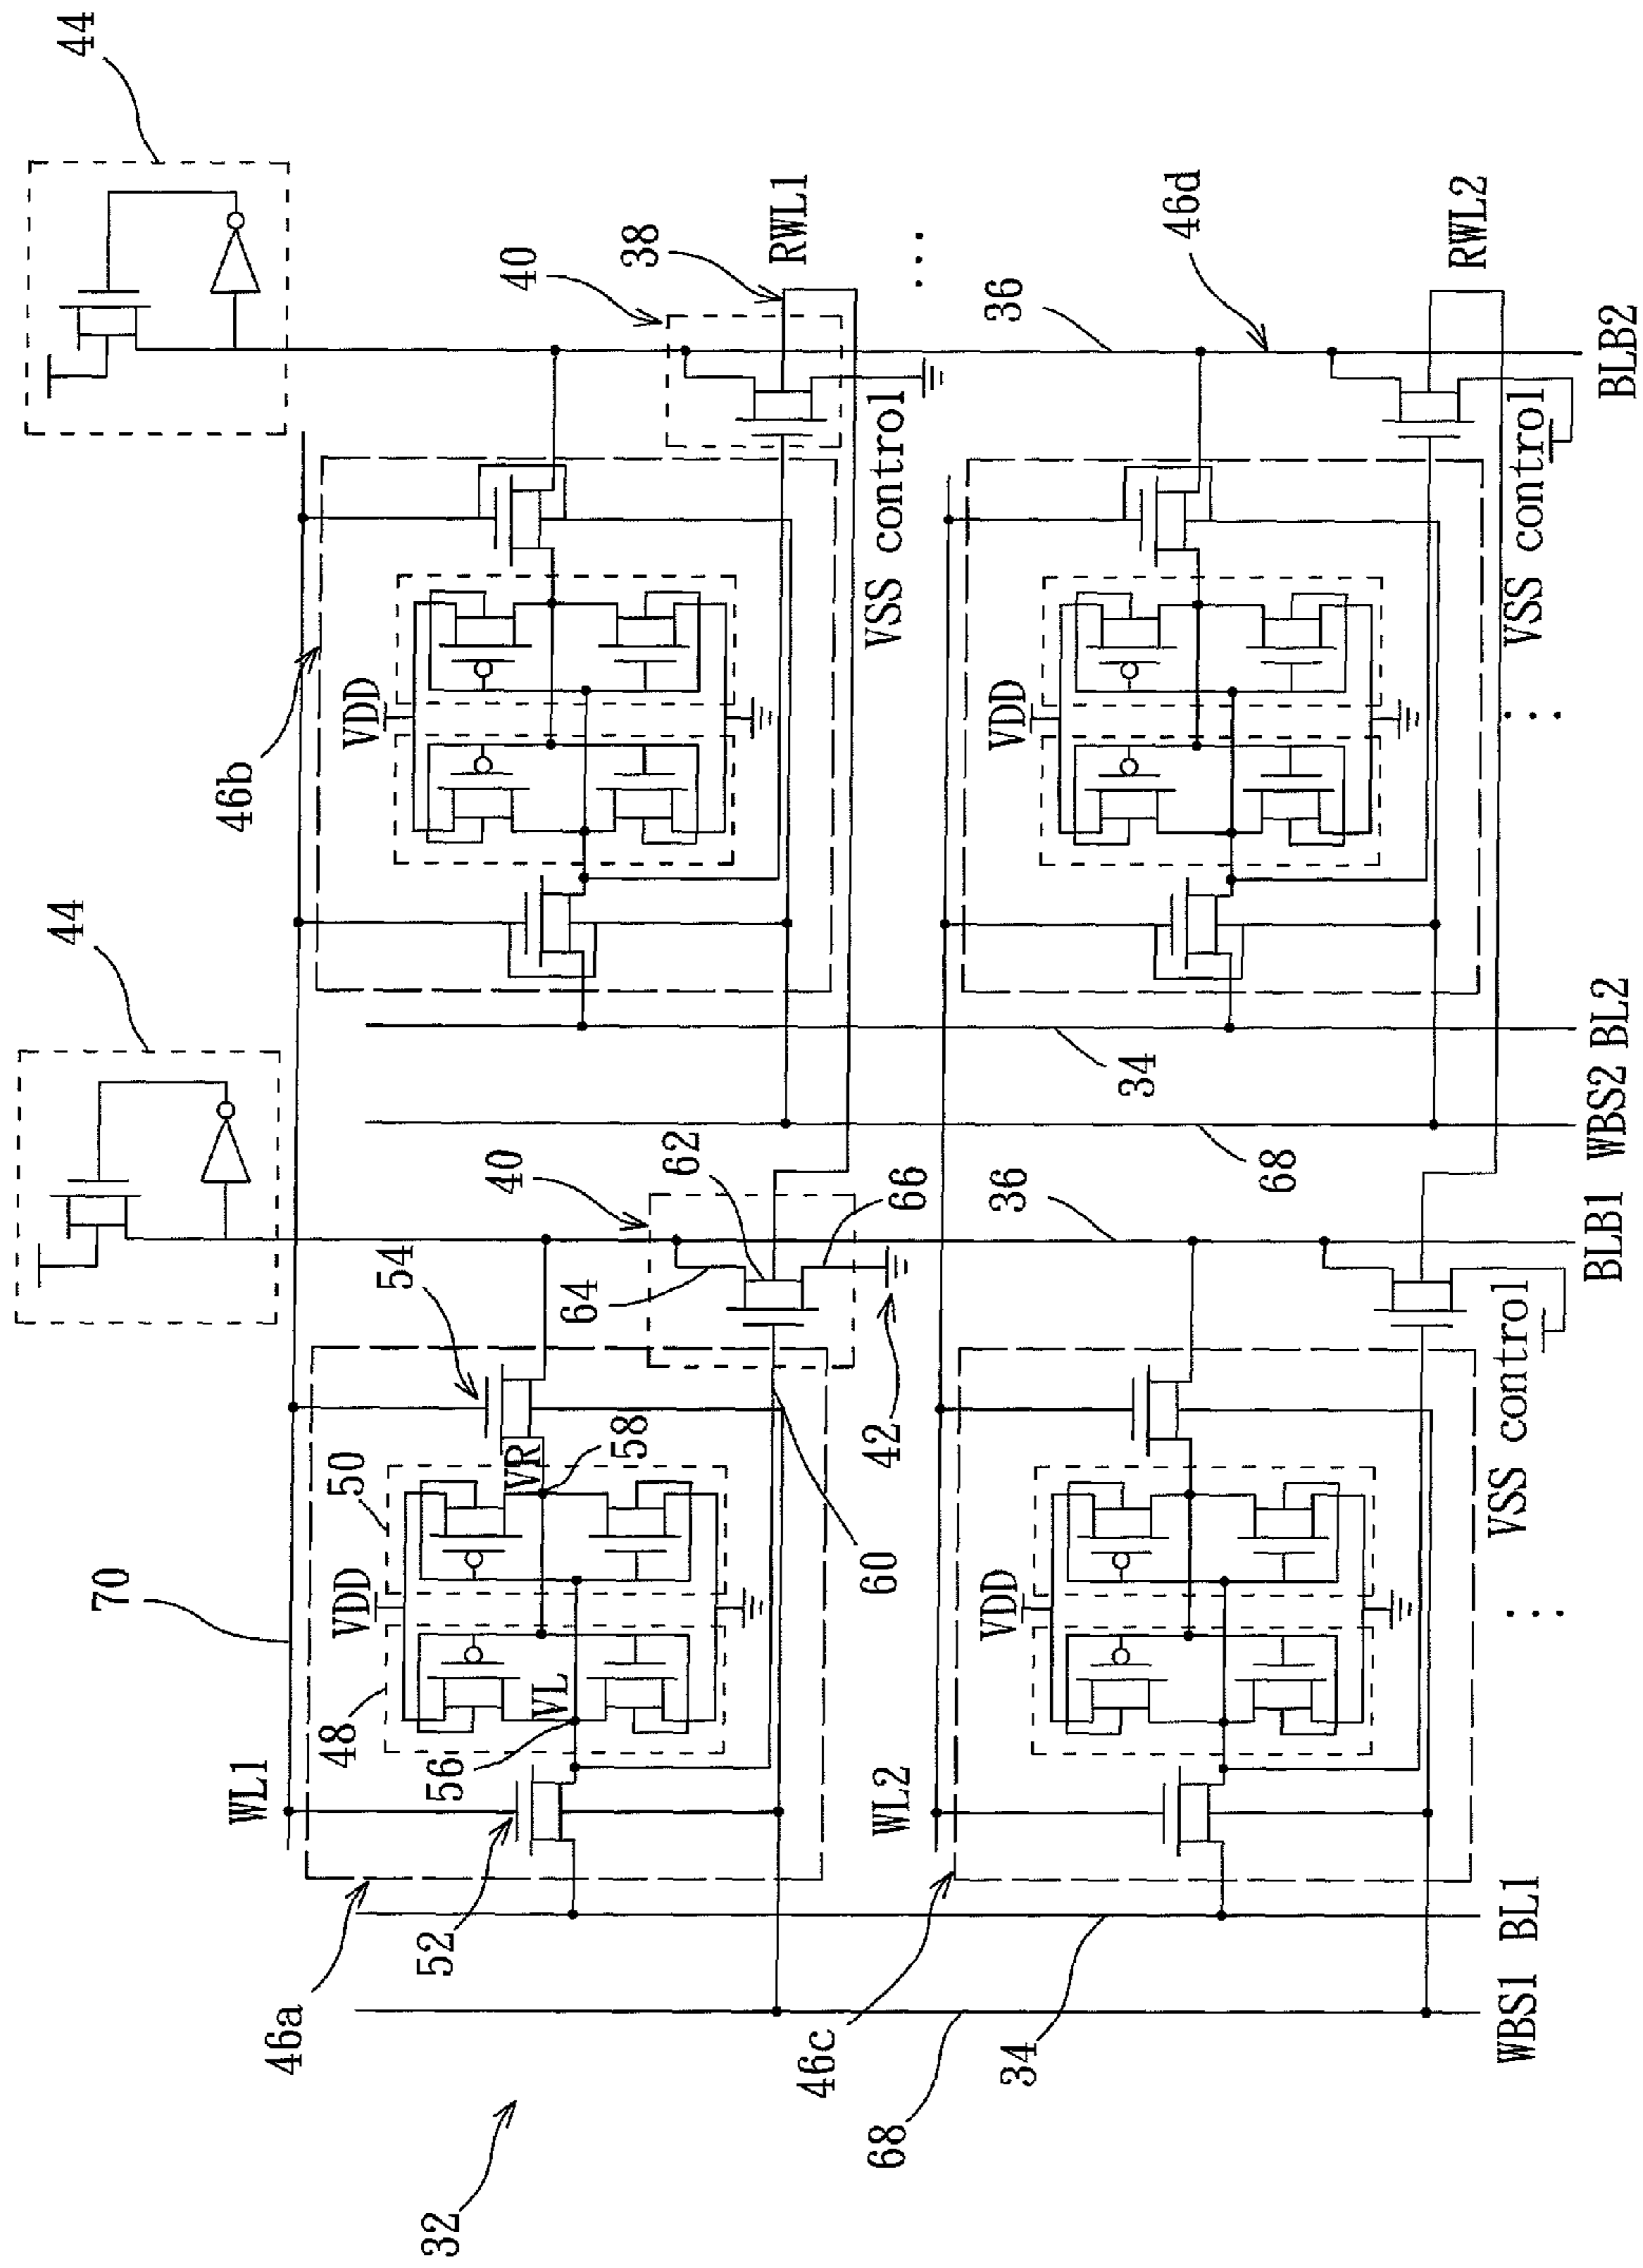 44
44
70
WL1
46a
48
VDD
50
54
VL
VR
56
58
52
40
62
64
66
60
42
46b
VDD
40
38
RWL1
VSS control
...
32
68
34
36
68
34
36
46c
WL2
VDD
VDD
46d
RWL2
VSS control
VSS control
...
...
WBS1 BL1
BLB1 WBS2 BL2
BLB2